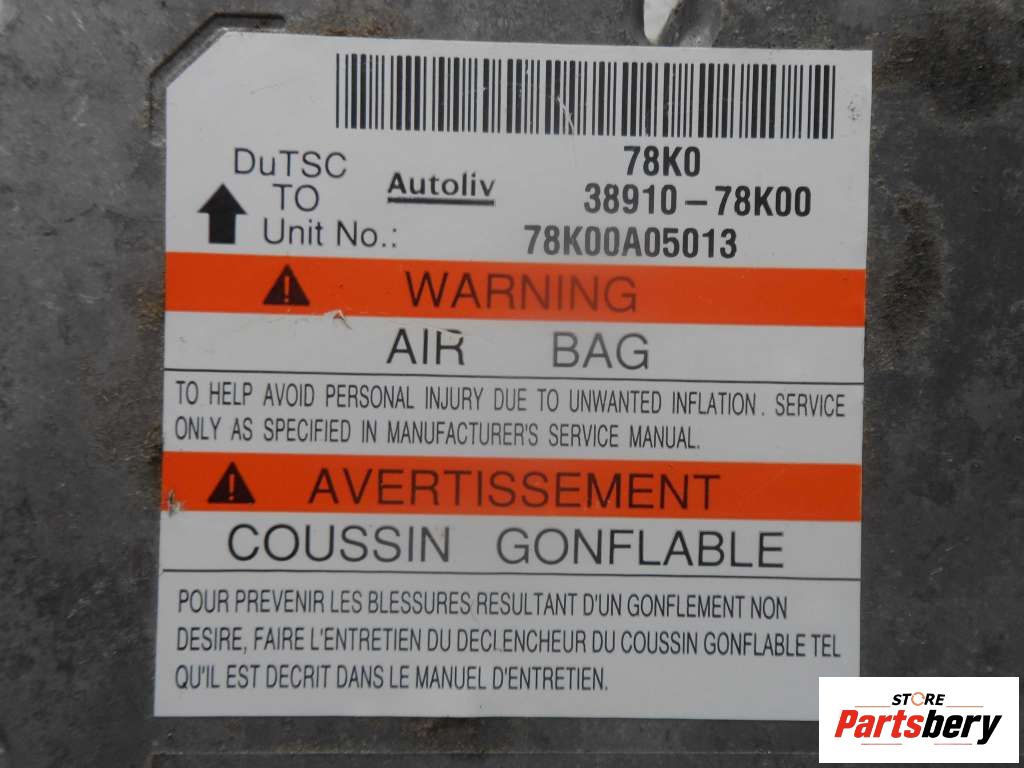 78K0
DuTSC
TO
Autoliv
38910-78K00
Unit No.:
78K00A05013
WARNING
AIR BAG
TO HELP AVOID PERSONAL INJURY DUE TO UNWANTED INFLATION. SERVICE
ONLY AS SPECIFIED IN MANUFACTURER'S SERVICE MANUAL.
AVERTISSEMENT
COUSSIN GONFLABLE
POUR PREVENIR LES BLESSURES RESULTANT D'UN GONFLEMENT NON
DESIRE, FAIRE L'ENTRETIEN DU DECLENCHEUR DU COUSSIN GONFLABLE TEL
QU"IL EST DECRIT DANS LE MANUEL D'ENTRETIEN.
STORE
Partsbery